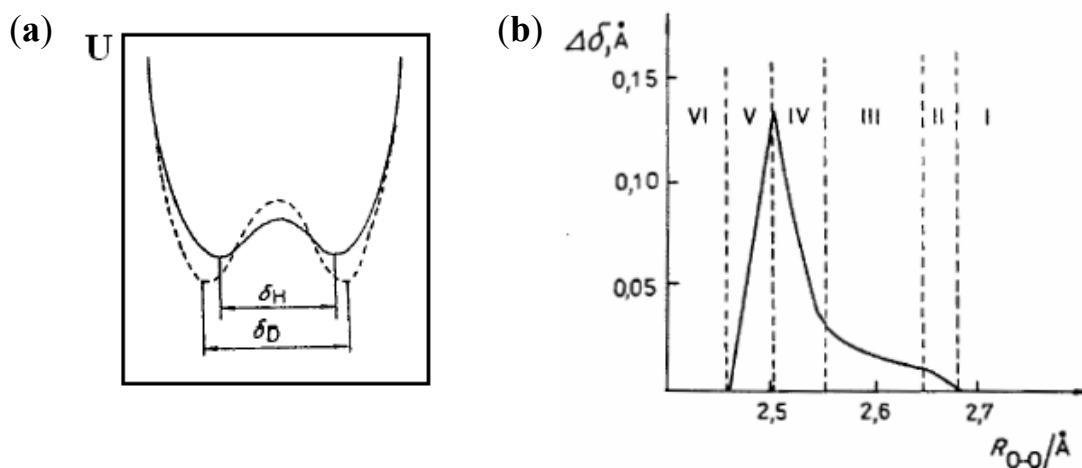 (a)
U
δH
δD
(b)
Δδ,Å
0,15
0,10
0,05
VI V IV III II I
2,5 2,6 2,7
RO-O/Å